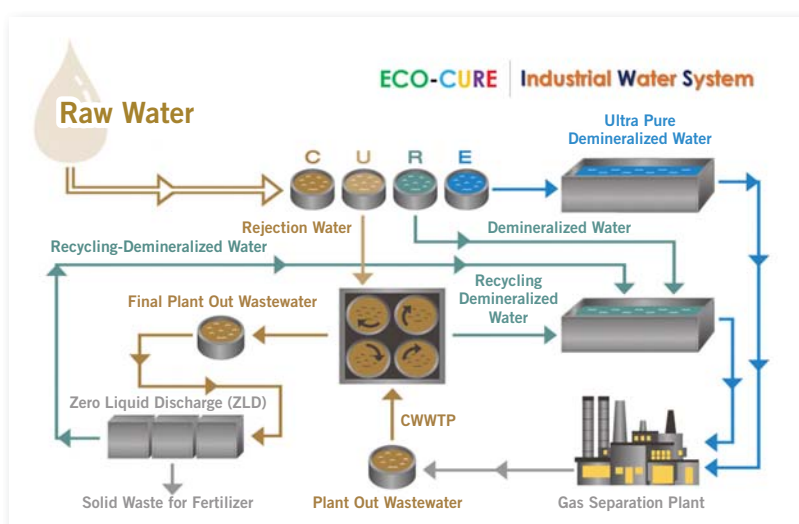 ECO-CURE Industrial Water System
Raw Water
Ultra Pure
Demineralized Water
C U R E
Rejection Water
Demineralized Water
Recycling-Demineralized Water
Recycling
Demineralized
Water
Final Plant Out Wastewater
Zero Liquid Discharge (ZLD)
CWWTP
Solid Waste for Fertilizer
Plant Out Wastewater
Gas Separation Plant